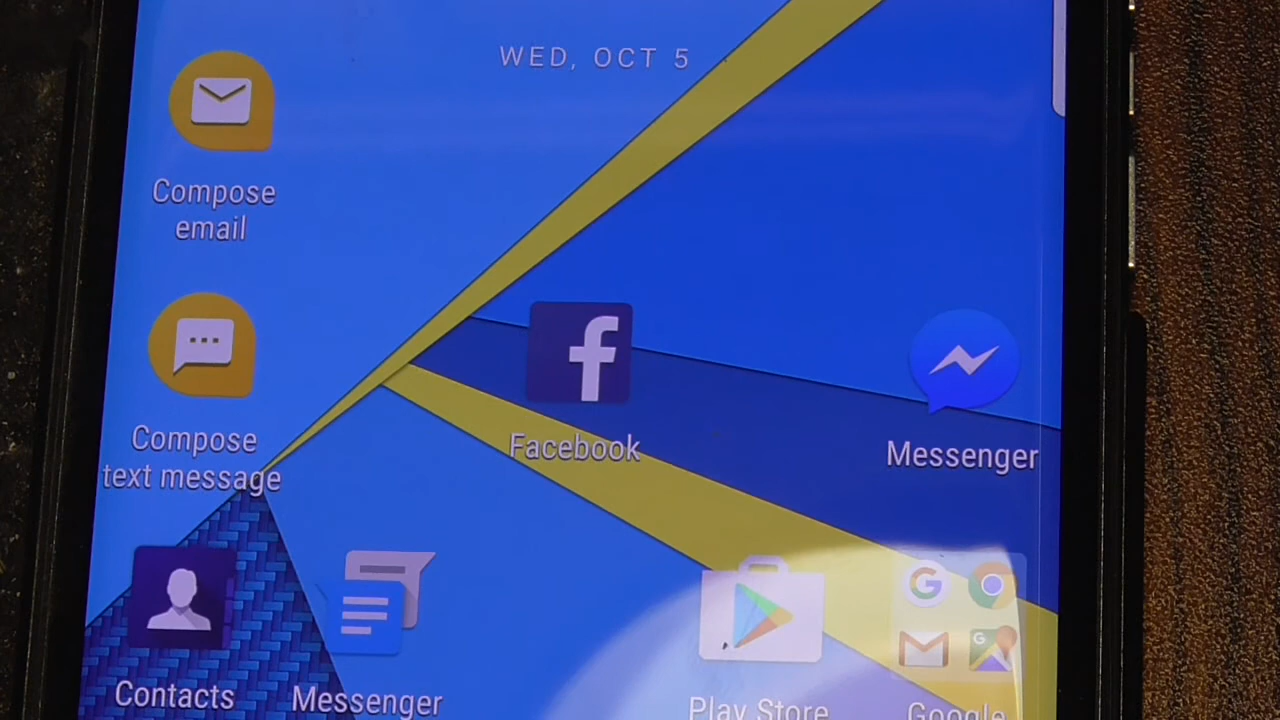 WED, OCT 5
Compose
email
Compose
text message
Facebook
Messenger
Contacts
Messenger
Play Store
Google